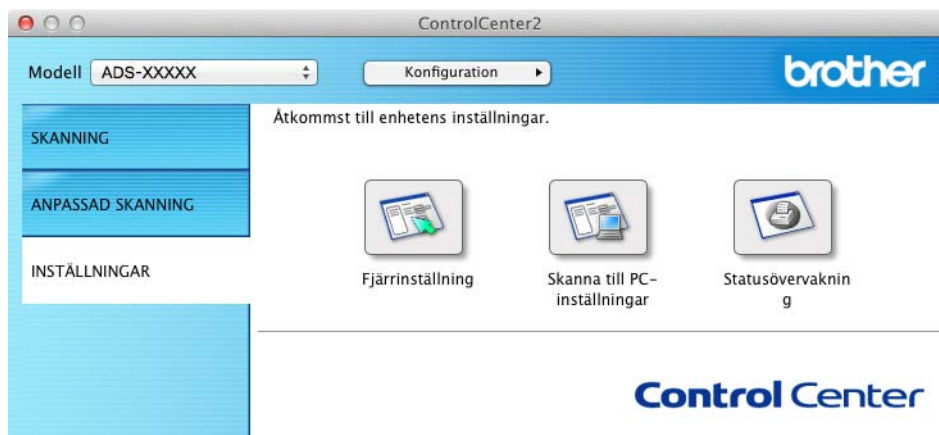 ControlCenter2
Modell ADS-XXXXX
Konfiguration
brother
SKANNING
ANPASSAD SKANNING
INSTÄLLNINGAR
Åtkommst till enhetens inställningar.
Fjärrinställning
Skanna till PC-
inställningar
Statusövervaknin
g
Control Center